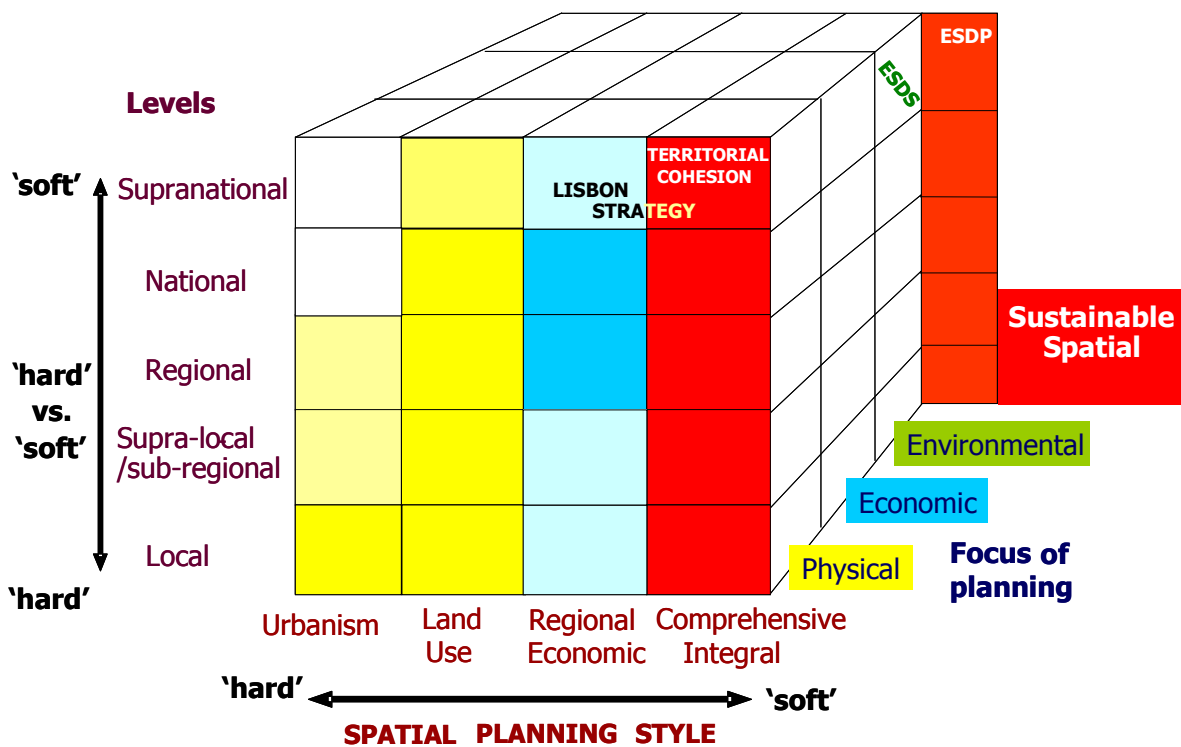 ESDP
ESDS
Levels
'soft'
Supranational
TERRITORIAL
COHESION
LISBON
STRATEGY
National
'hard'
vs.
'soft'
Regional
Sustainable
Spatial
Supra-local
/sub-regional
Environmental
Economic
Local
Physical
Focus of
planning
'hard'
Urbanism
Land
Use
Regional
Economic
Comprehensive
Integral
'hard'
'soft'
SPATIAL PLANNING STYLE